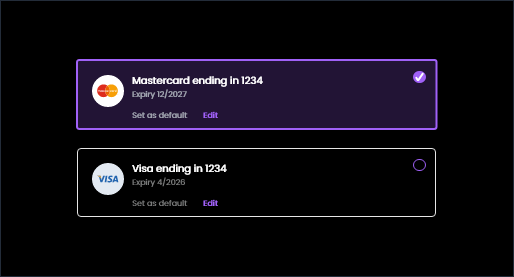 Mastercard ending in 1234
Expiry 12/2027
Set as default Edit
VISA
Visa ending in 1234
Expiry 4/2026
Set as default Edit